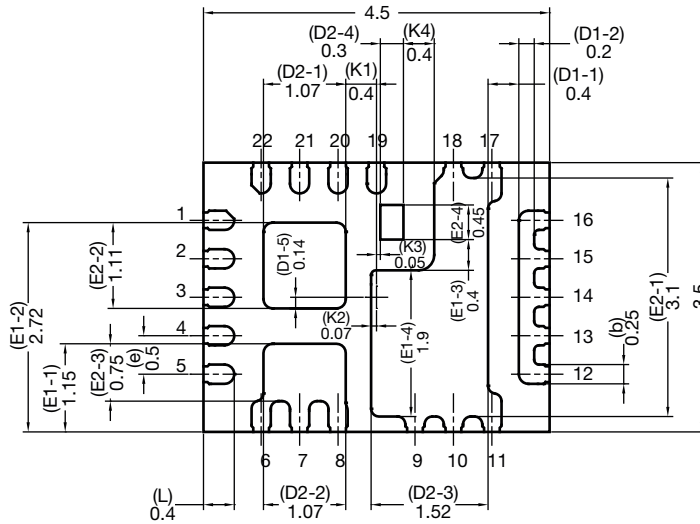 4.5
(D2-4)
0.3
(K4)
0.4
(D1-2)
0.2
(D2-1)
1.07
(K1)
0.4
(D1-1)
0.4
22
21
20
19
18
17
1
2
3
4
5
16
15
14
13
12
6
7
8
9
10
11
(E1-2)
2.72
(E2-2)
1.11
(E1-1)
1.15
(E2-3)
0.75
(e)
0.5
(D1-5)
0.14
(K2)
0.07
(K3)
0.05
(E2-4)
0.45
(E1-3)
0.4
(E1-4)
1.9
(E2-1)
3.1
(b)
0.25
3.5
(L)
0.4
(D2-2)
1.07
(D2-3)
1.52